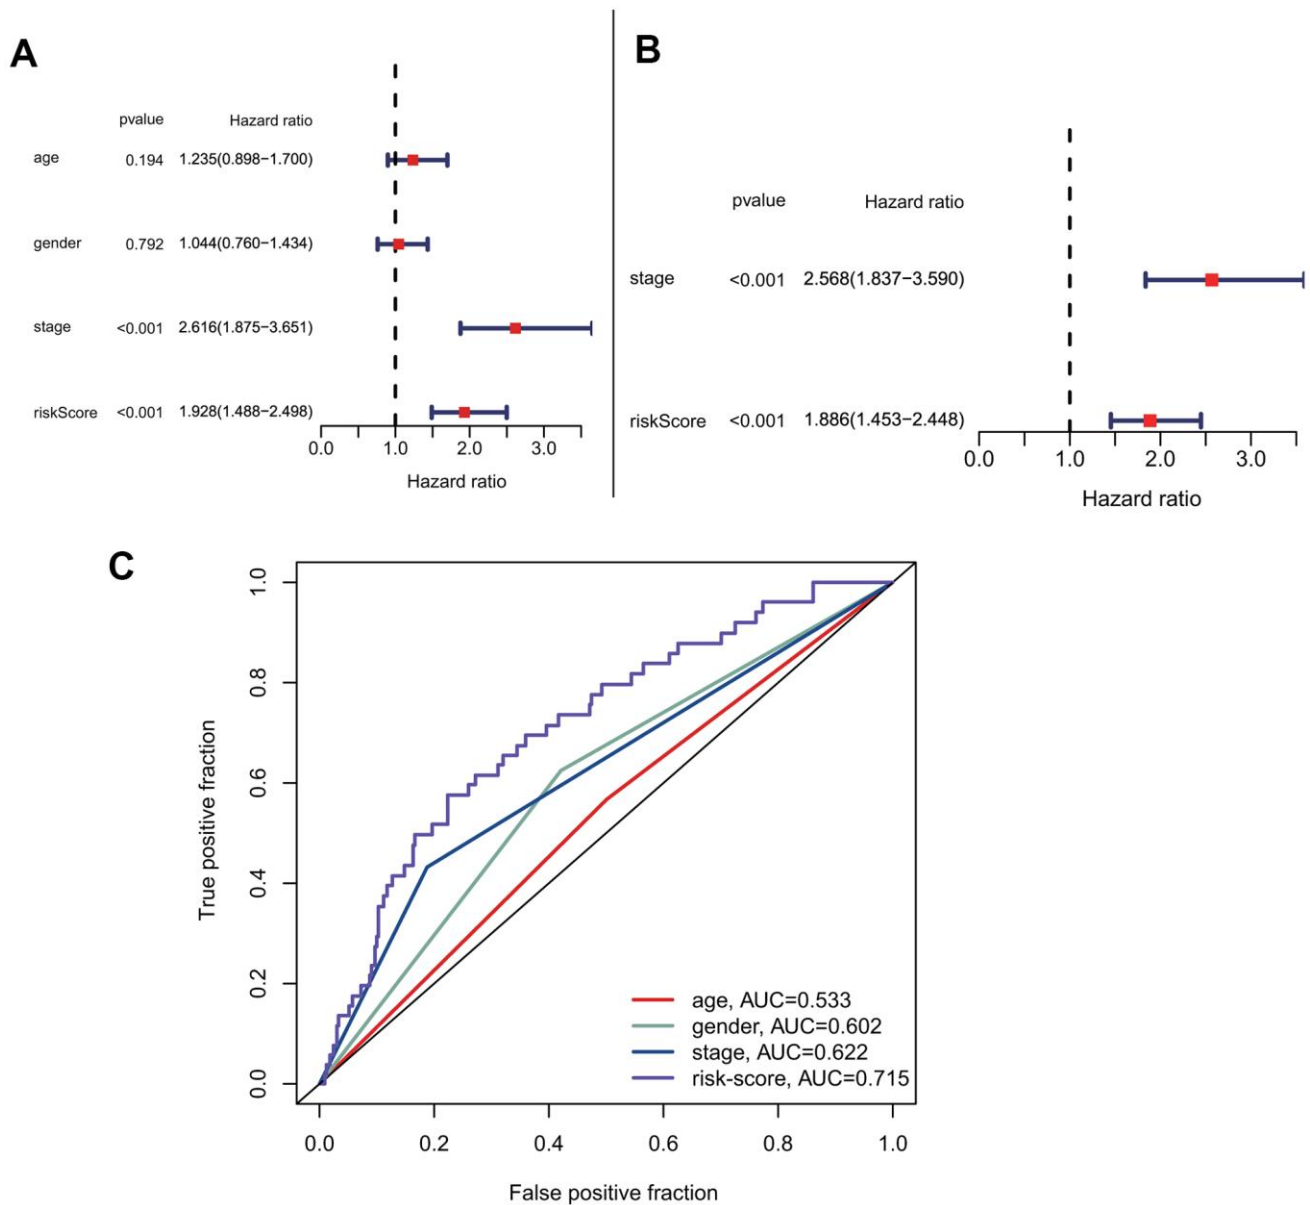 A
pvalue Hazard ratio
age 0.194 1.235(0.898−1.700)
gender 0.792 1.044(0.760−1.434)
stage <0.001 2.616(1.875−3.651)
riskScore <0.001 1.928(1.488−2.498)
0.0 1.0 2.0 3.0
Hazard ratio
B
pvalue Hazard ratio
stage <0.001 2.568(1.837−3.590)
riskScore <0.001 1.886(1.453−2.448)
0.0 1.0 2.0 3.0
Hazard ratio
C
True positive fraction
1.0
0.8
0.6
0.4
0.2
0.0
age, AUC=0.533
gender, AUC=0.602
stage, AUC=0.622
risk-score, AUC=0.715
0.0 0.2 0.4 0.6 0.8 1.0
False positive fraction